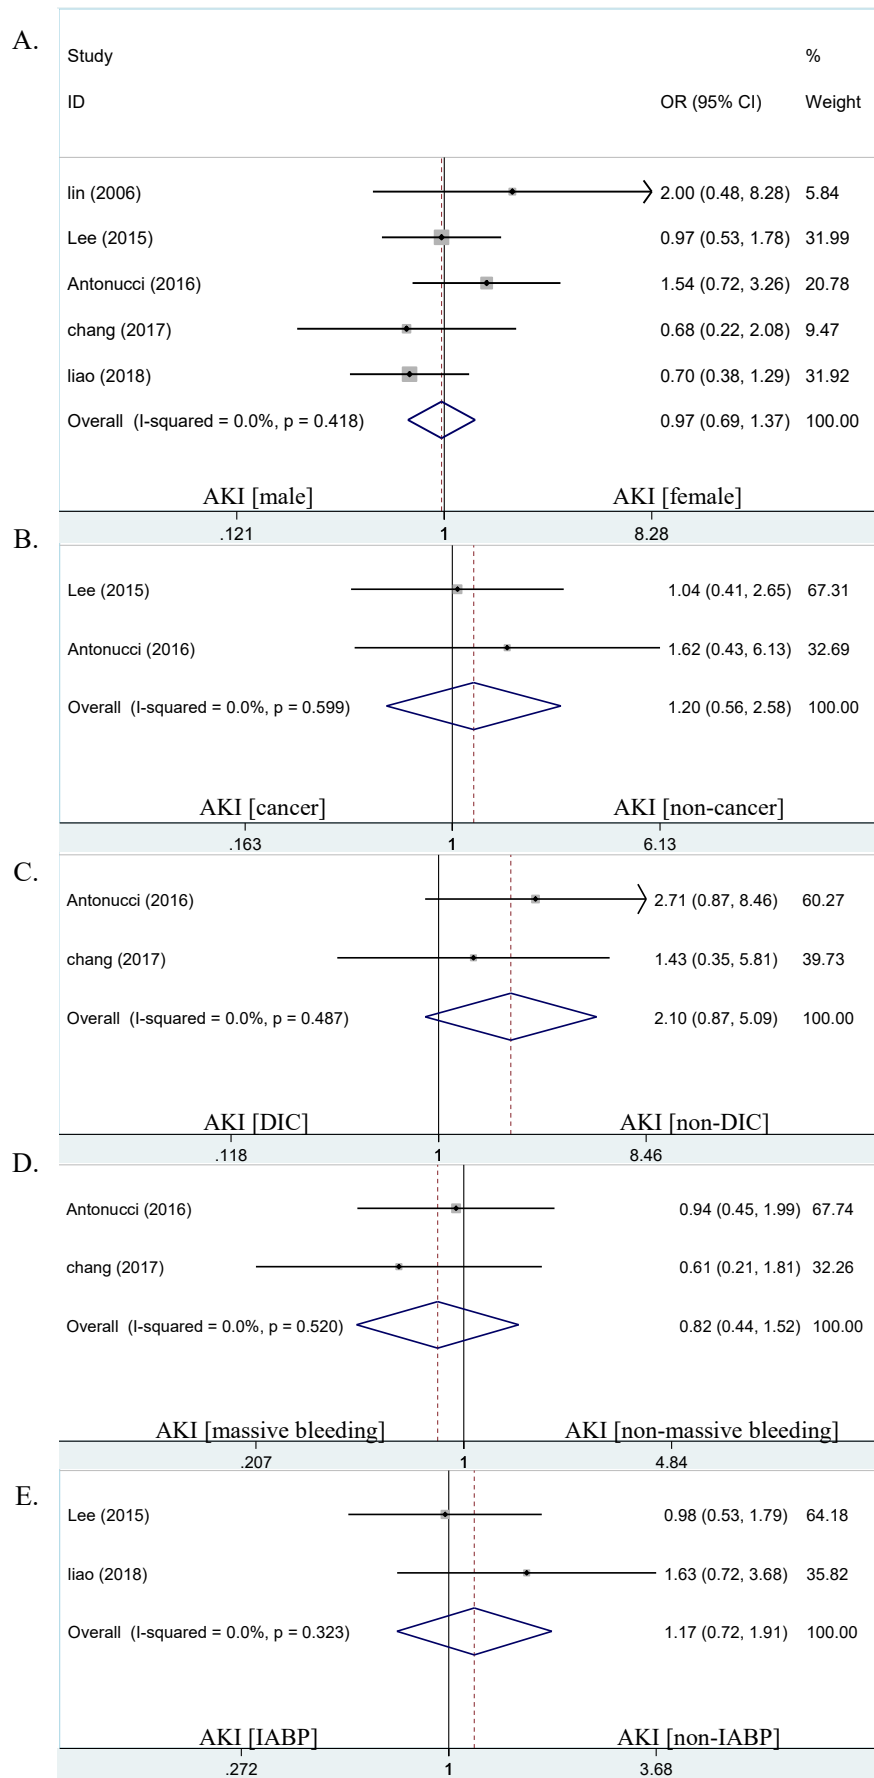 A.
Study %
ID OR (95% CI) Weight
lin (2006) 2.00 (0.48, 8.28) 5.84
Lee (2015) 0.97 (0.53, 1.78) 31.99
Antonucci (2016) 1.54 (0.72, 3.26) 20.78
chang (2017) 0.68 (0.22, 2.08) 9.47
liao (2018) 0.70 (0.38, 1.29) 31.92
Overall (I-squared = 0.0%, p = 0.418) 0.97 (0.69, 1.37) 100.00
AKI [male] AKI [female]
.121 1 8.28
B.
Lee (2015) 1.04 (0.41, 2.65) 67.31
Antonucci (2016) 1.62 (0.43, 6.13) 32.69
Overall (I-squared = 0.0%, p = 0.599) 1.20 (0.56, 2.58) 100.00
AKI [cancer] AKI [non-cancer]
.163 1 6.13
C.
Antonucci (2016) 2.71 (0.87, 8.46) 60.27
chang (2017) 1.43 (0.35, 5.81) 39.73
Overall (I-squared = 0.0%, p = 0.487) 2.10 (0.87, 5.09) 100.00
AKI [DIC] AKI [non-DIC]
.118 1 8.46
D.
Antonucci (2016) 0.94 (0.45, 1.99) 67.74
chang (2017) 0.61 (0.21, 1.81) 32.26
Overall (I-squared = 0.0%, p = 0.520) 0.82 (0.44, 1.52) 100.00
AKI [massive bleeding] AKI [non-massive bleeding]
.207 1 4.84
E.
Lee (2015) 0.98 (0.53, 1.79) 64.18
liao (2018) 1.63 (0.72, 3.68) 35.82
Overall (I-squared = 0.0%, p = 0.323) 1.17 (0.72, 1.91) 100.00
AKI [IABP] AKI [non-IABP]
.272 1 3.68